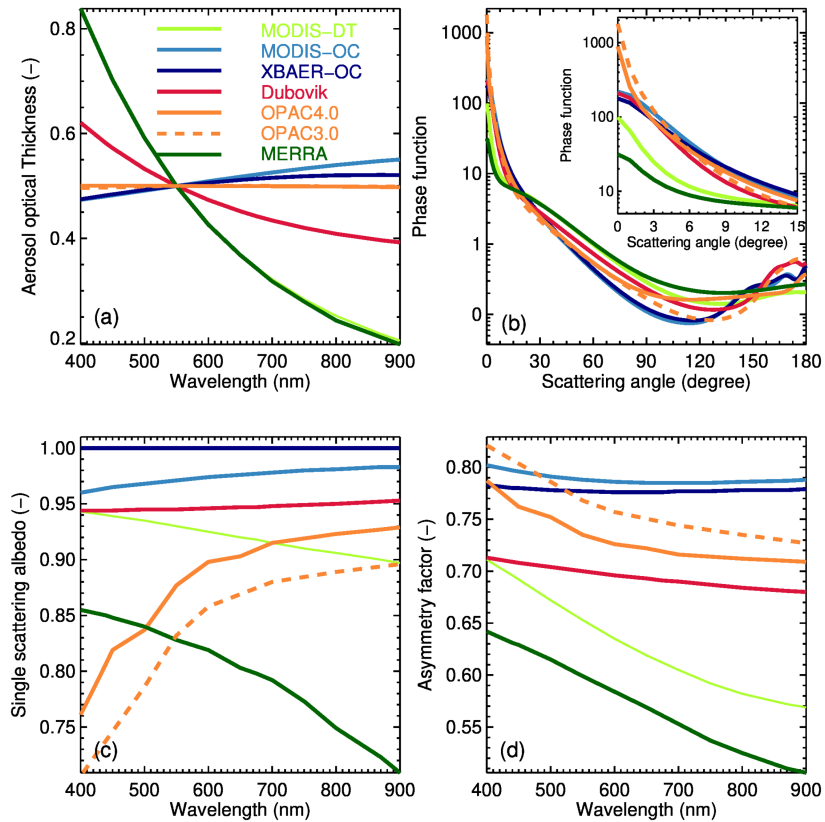 0.8
0.6
0.4
0.2
Aerosol optical Thickness (−)
MODIS−DT
MODIS−OC
XBAER−OC
Dubovik
OPAC4.0
OPAC3.0
MERRA
(a)
400 500 600 700 800 900
Wavelength (nm)
1000
100
10
1
0
Phase function
1000
100
10
Phase function
0 3 6 9 12 15
Scattering angle (degree)
(b)
0 30 60 90 120 150 180
Scattering angle (degree)
1.00
0.95
0.90
0.85
0.80
0.75
Single scattering albedo (−)
(c)
400 500 600 700 800 900
Wavelength (nm)
0.80
0.75
0.70
0.65
0.60
0.55
Asymmetry factor (−)
(d)
400 500 600 700 800 900
Wavelength (nm)